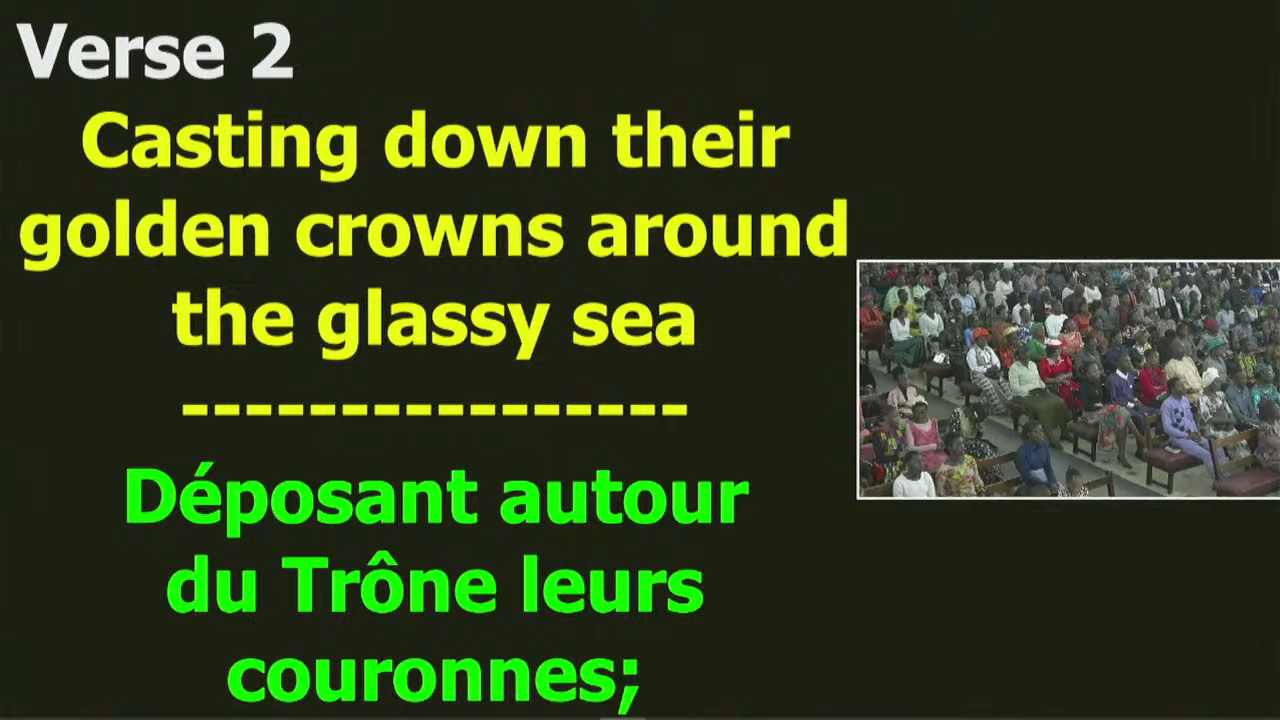 Verse 2
Casting down their
golden crowns around
the glassy sea
----------------
Déposant autour
du Trône leurs
couronnes;